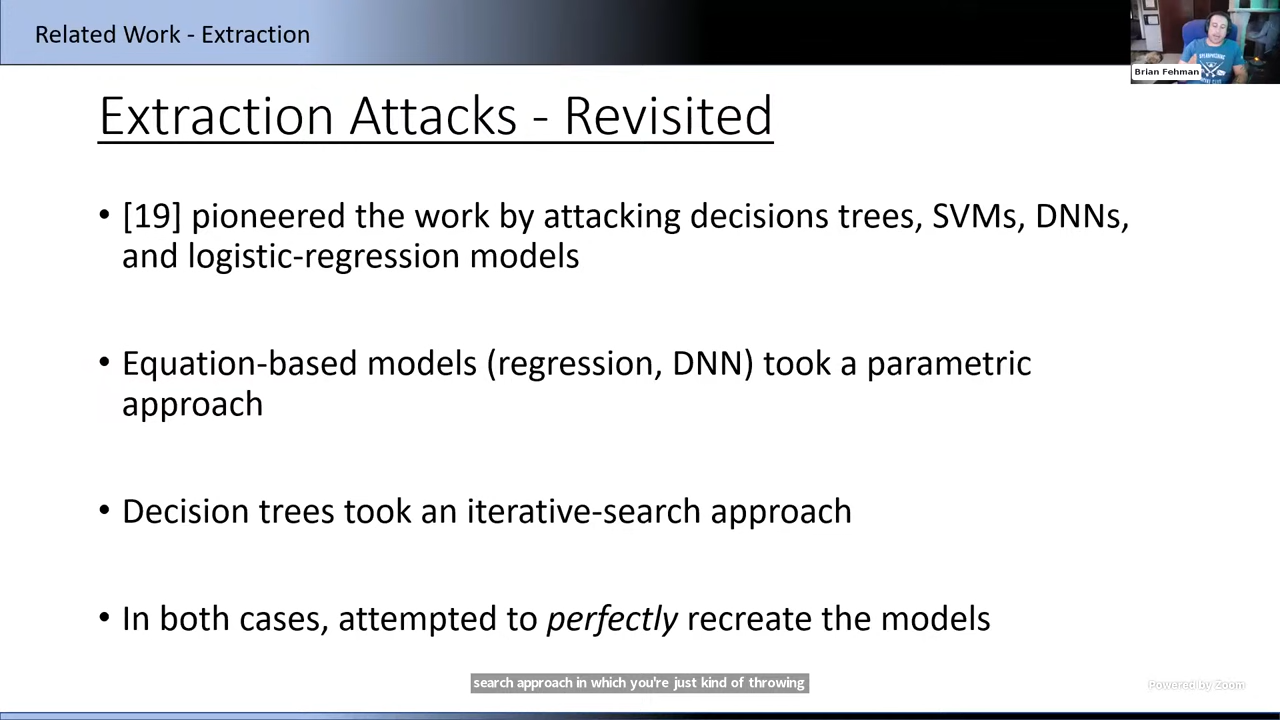 Related Work - Extraction
Brian Fehman
Extraction Attacks - Revisited
• [19] pioneered the work by attacking decisions trees, SVMs, DNNs,
and logistic-regression models
• Equation-based models (regression, DNN) took a parametric
approach
• Decision trees took an iterative-search approach
• In both cases, attempted to perfectly recreate the models
search approach in which you're just kind of throwing
Powered by Zoom